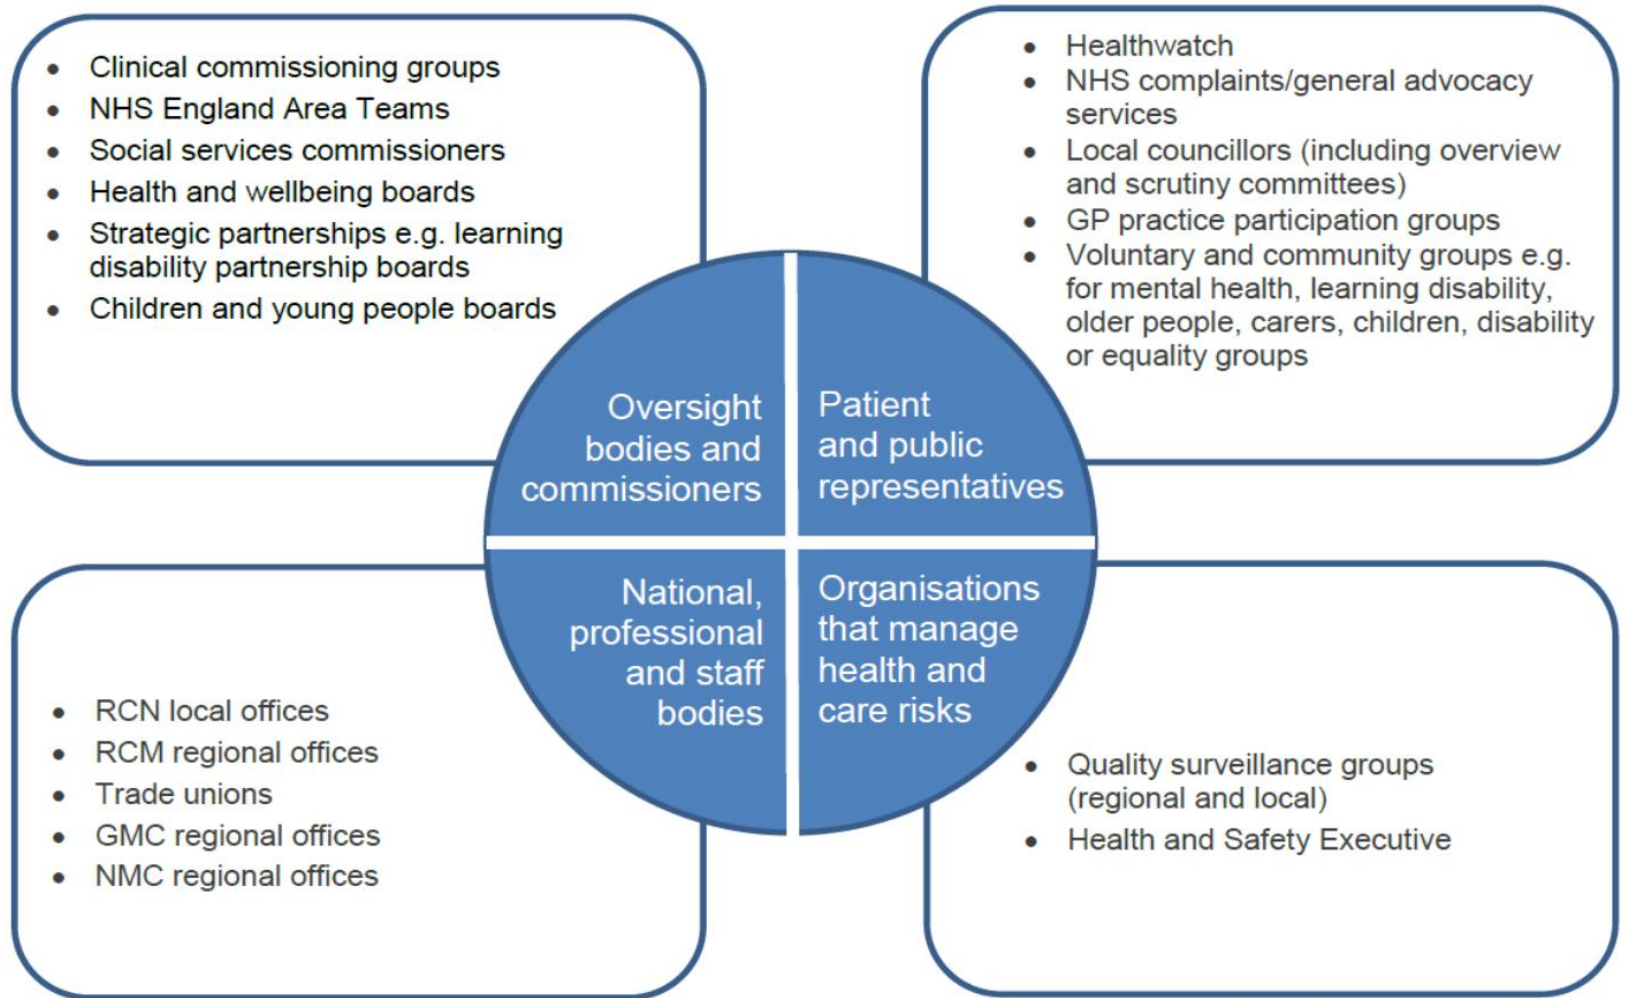 • Clinical commissioning groups
• NHS England Area Teams
• Social services commissioners
• Health and wellbeing boards
• Strategic partnerships e.g. learning
disability partnership boards
• Children and young people boards
• Healthwatch
• NHS complaints/general advocacy
services
• Local councillors (including overview
and scrutiny committees)
• GP practice participation groups
• Voluntary and community groups e.g.
for mental health, learning disability,
older people, carers, children, disability
or equality groups
Oversight
bodies and
commissioners
Patient
and public
representatives
National,
professional
and staff
bodies
Organisations
that manage
health and
care risks
• RCN local offices
• RCM regional offices
• Trade unions
• GMC regional offices
• NMC regional offices
• Quality surveillance groups
(regional and local)
• Health and Safety Executive